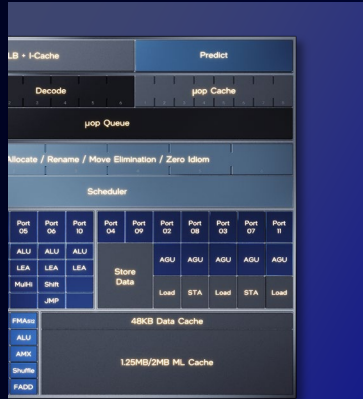 LB + I-Cache
Predict
Decode
µop Cache
µop Queue
Allocate / Rename / Move Elimination / Zero Idiom
Scheduler
Port 05
Port 06
Port 10
Port 04
Port 09
Port 02
Port 08
Port 03
Port 07
Port 11
ALU ALU ALU
LEA LEA LEA
MulHi Shift
JMP
Store Data
AGU AGU AGU AGU AGU
Load STA Load STA Load
FMA512
ALU
AMX
Shuffle
FADD
48KB Data Cache
1.25MB/2MB ML Cache